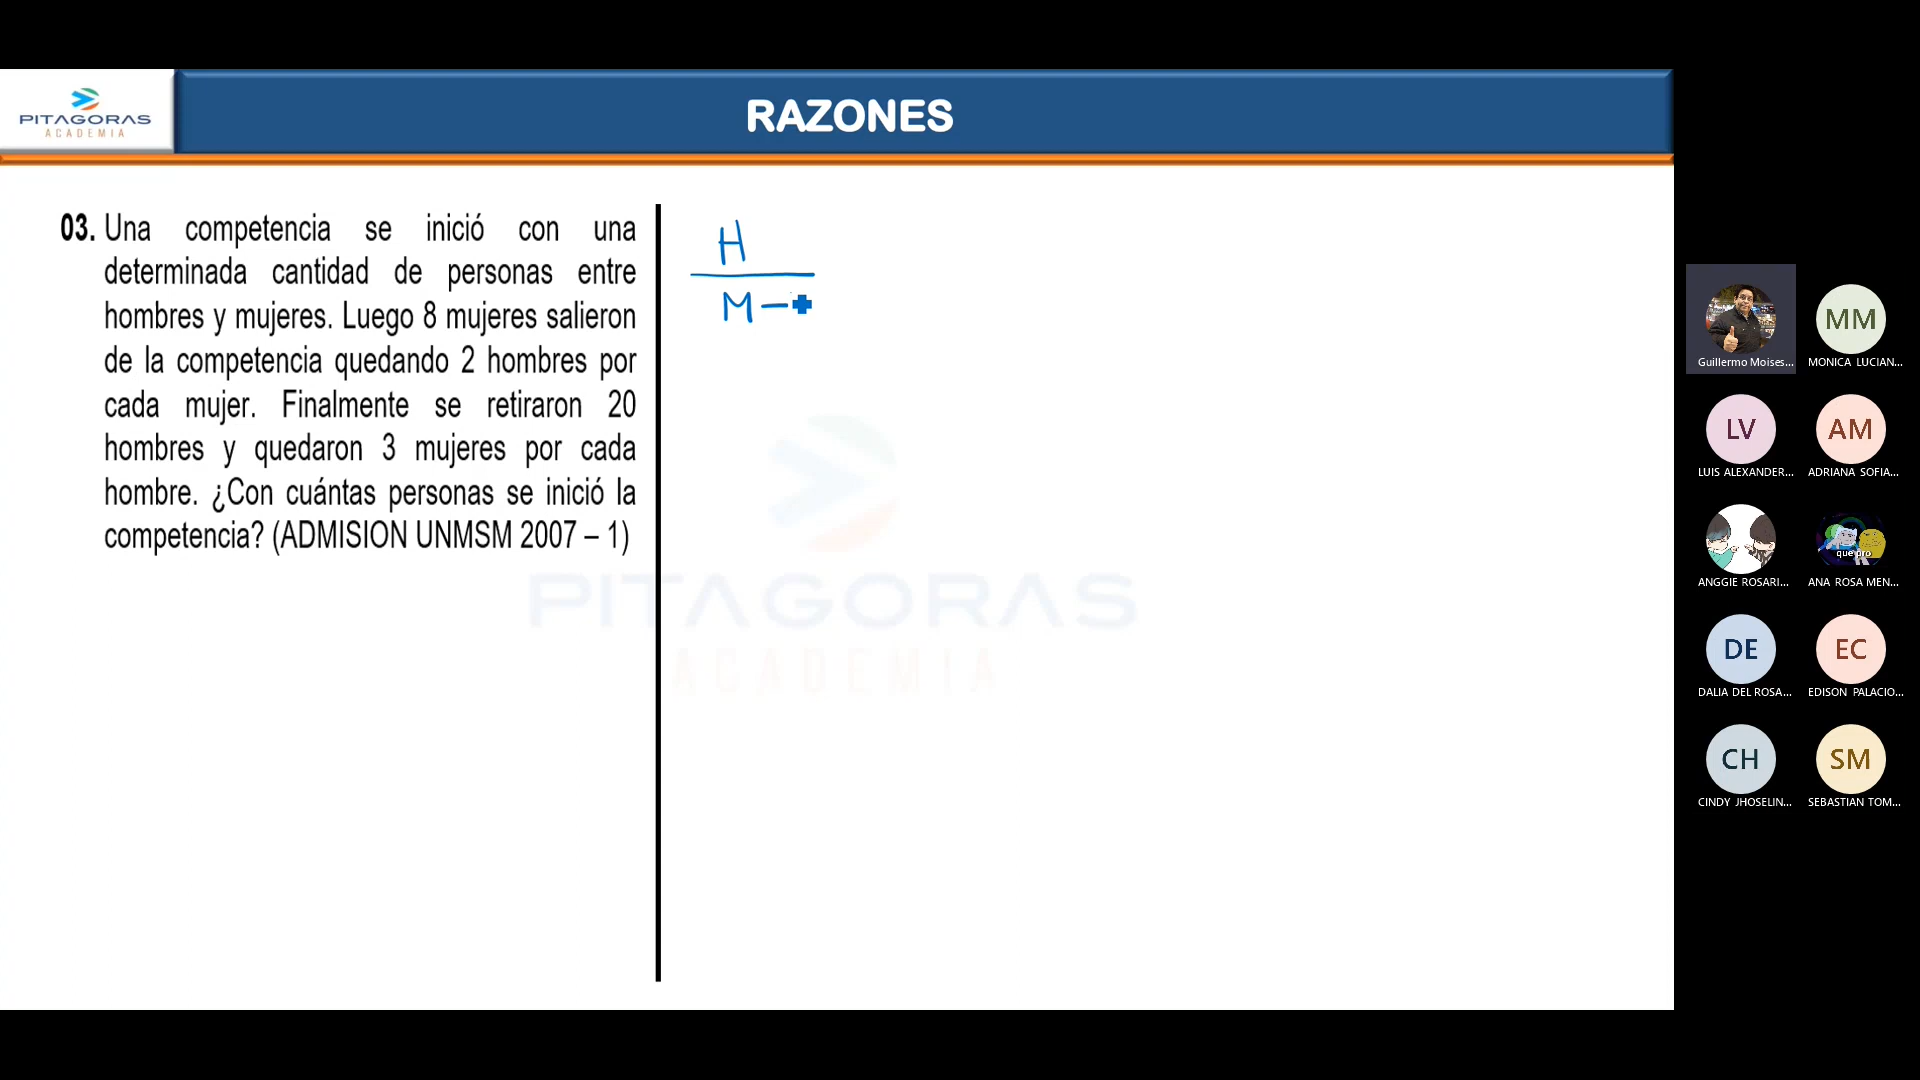 PITAGORAS
ACADEMIA
RAZONES
03. Una competencia se inició con una
determinada cantidad de personas entre
hombres y mujeres. Luego 8 mujeres salieron
de la competencia quedando 2 hombres por
cada mujer. Finalmente se retiraron 20
hombres y quedaron 3 mujeres por cada
hombre. ¿Con cuántas personas se inició la
competencia? (ADMISION UNMSM 2007 – 1)
H
M –
PITAGORAS
ACADEMIA
Guillermo Moises...
MM
MONICA LUCIAN...
LV
LUIS ALEXANDER...
AM
ADRIANA SOFIA...
ANGGIE ROSARI...
que pro
ANA ROSA MEN...
DE
DALIA DEL ROSA...
EC
EDISON PALACIO...
CH
CINDY JHOSELIN...
SM
SEBASTIAN TOM...